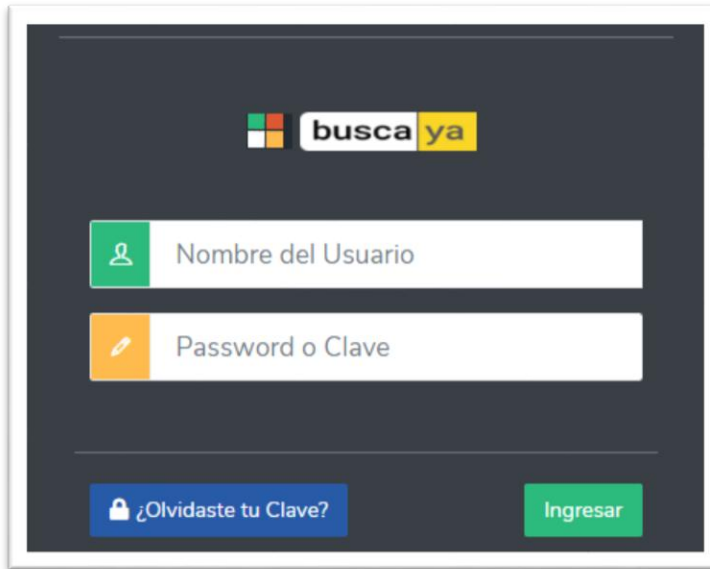 busca ya
Nombre del Usuario
Password o Clave
¿Olvidaste tu Clave?
Ingresar